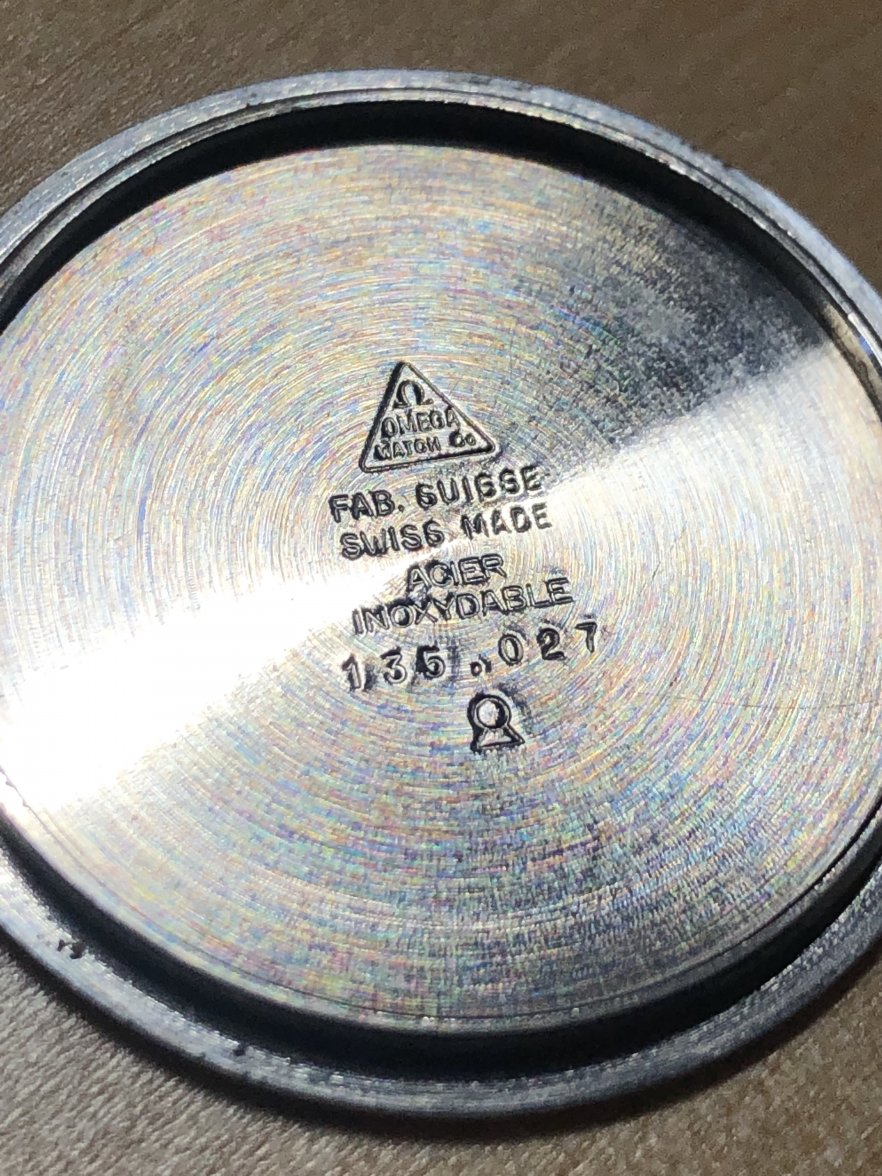 Ω
OMEGA
WATCH Co
FAB. SUISSE
SWISS MADE
ACIER
INOXYDABLE
135.027